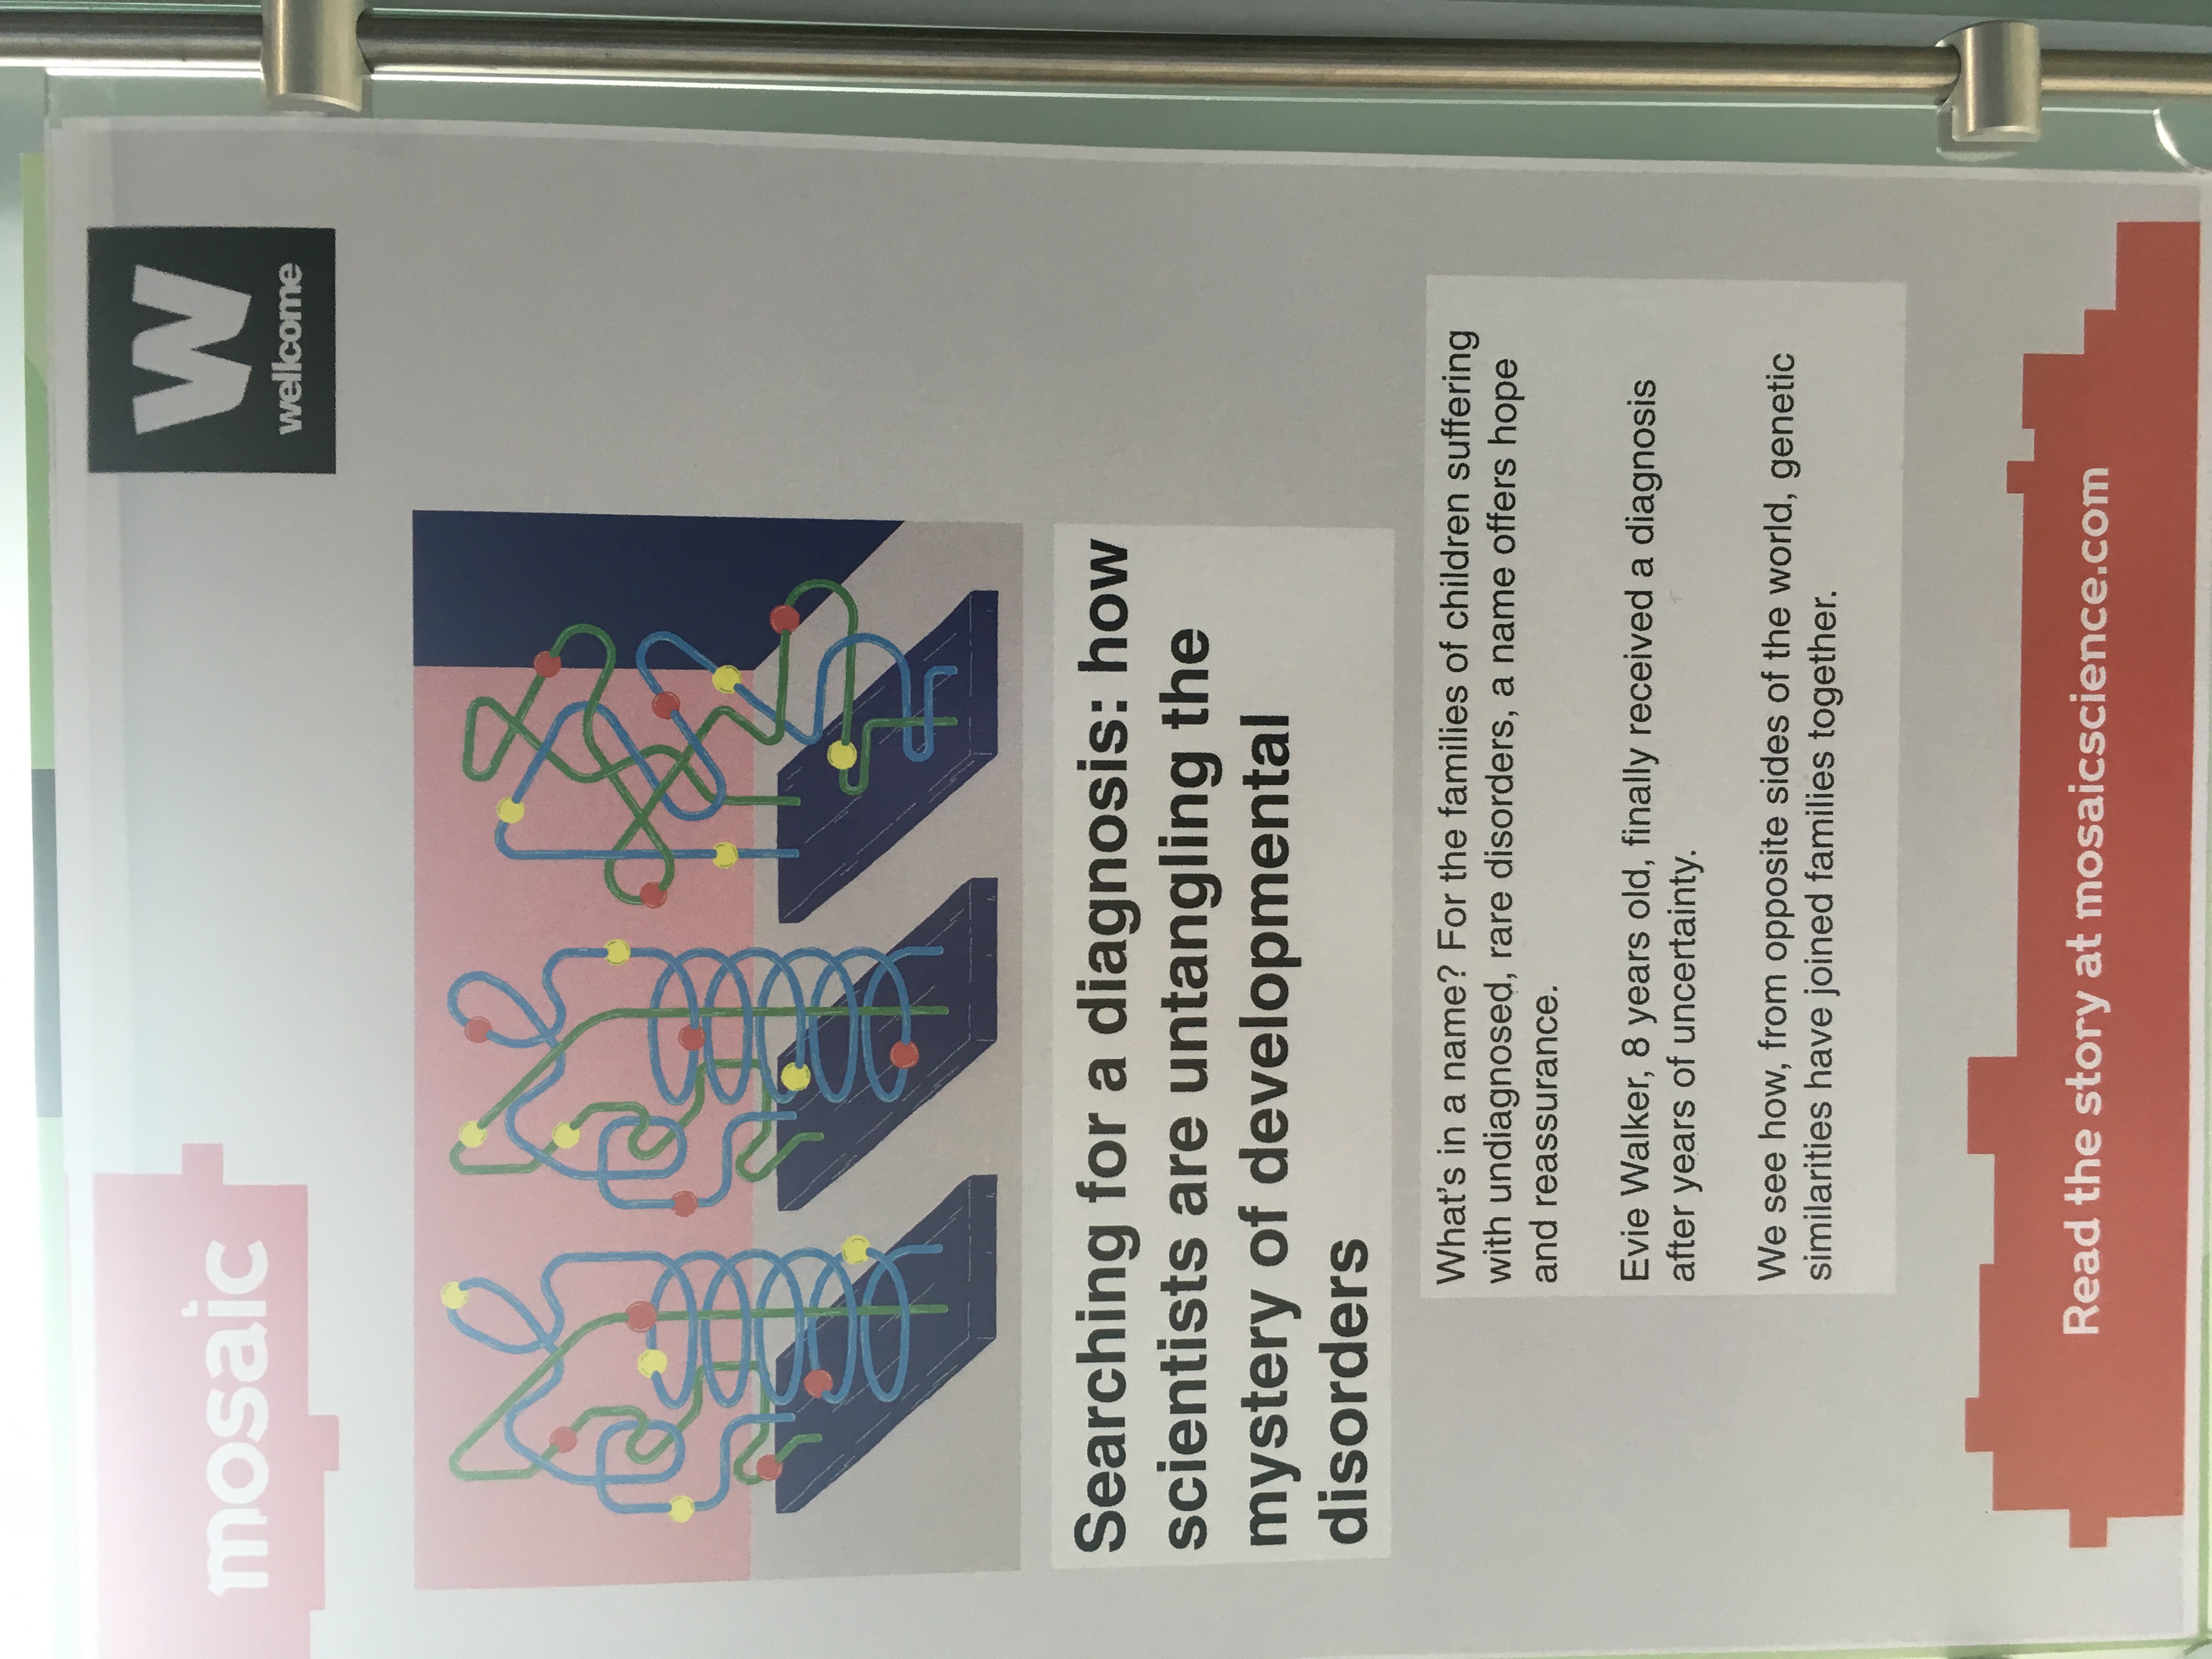 mosaic
W
wellcome
Searching for a diagnosis: how
scientists are untangling the
mystery of developmental
disorders
What's in a name? For the families of children suffering
with undiagnosed, rare disorders, a name offers hope
and reassurance.
Evie Walker, 8 years old, finally received a diagnosis
after years of uncertainty.
We see how, from opposite sides of the world, genetic
similarities have joined families together.
Read the story at mosaicscience.com